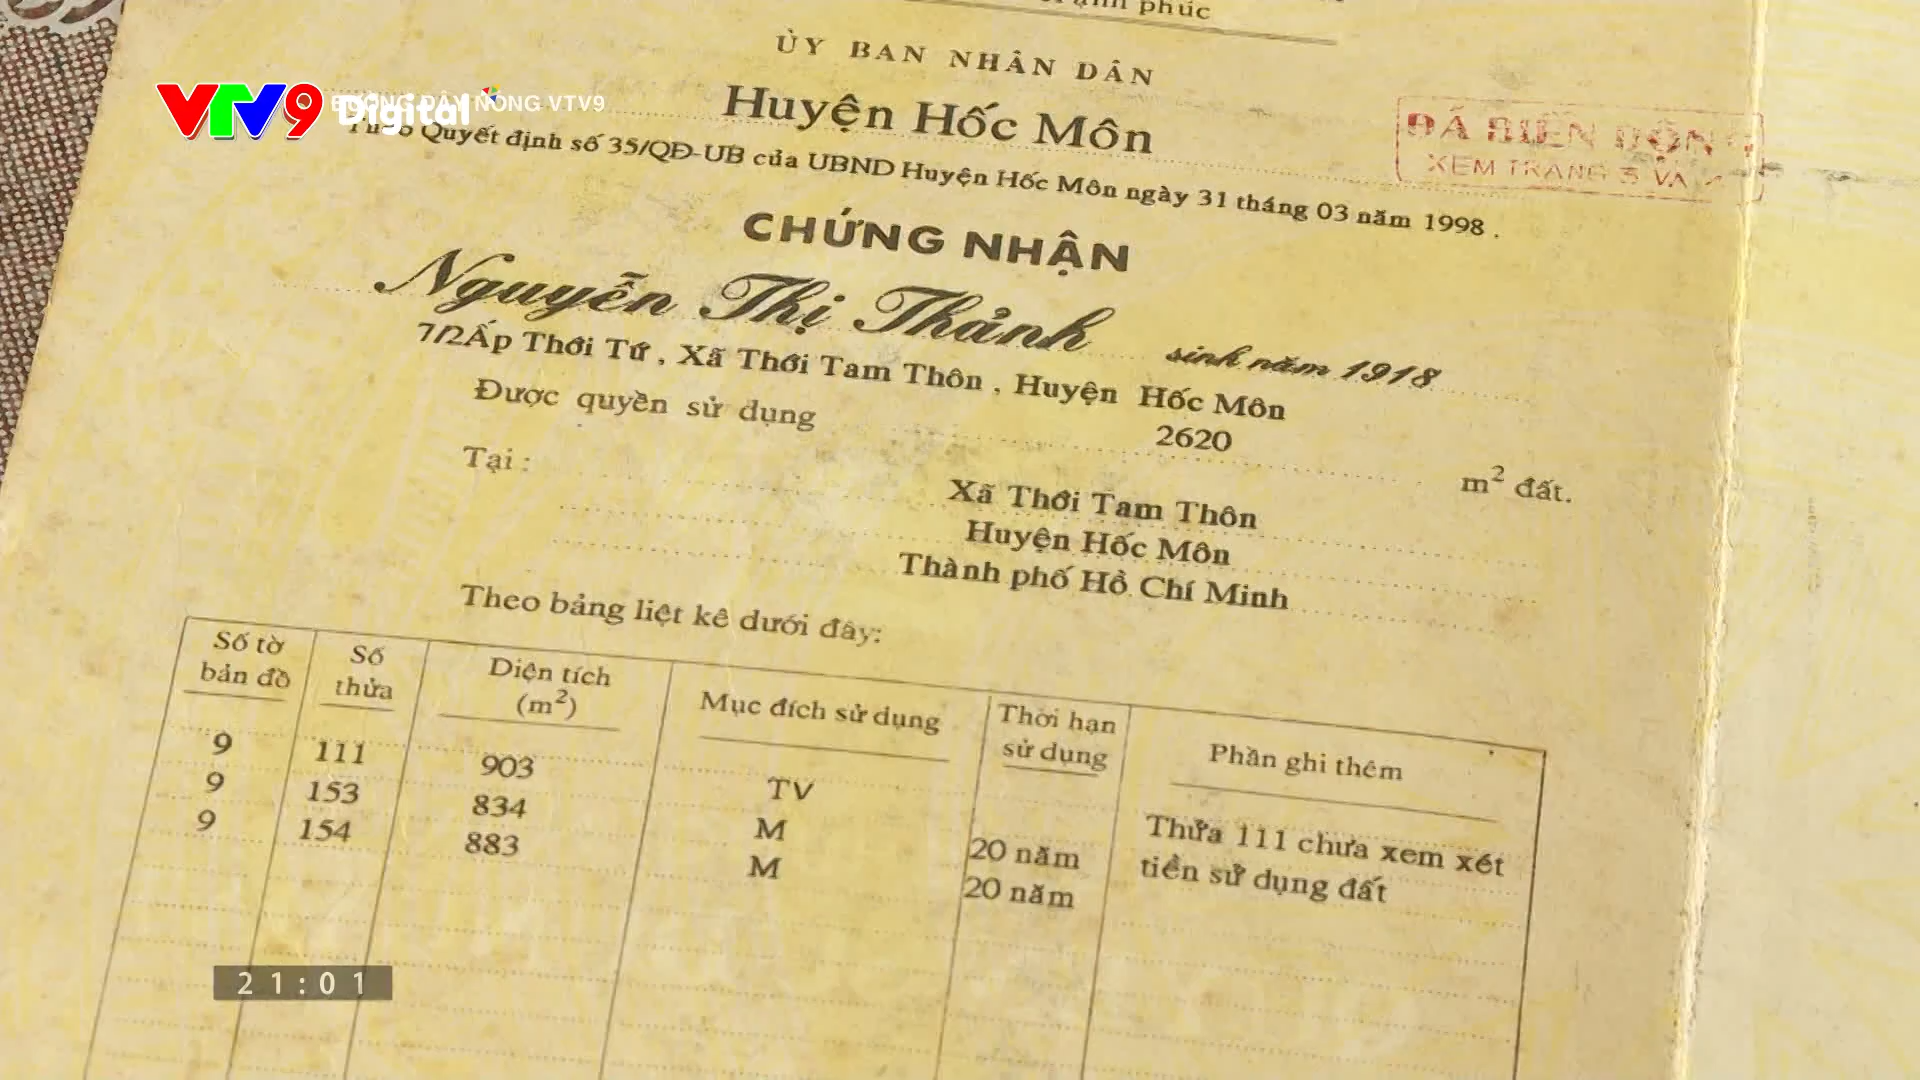 phúc
ỦY BAN NHÂN DÂN
VTV9 Digital
ĐƯỜNG DÂY NÓNG VTV9
Huyện Hốc Môn
ĐÃ BIẾN ĐỘNG
XEM TRANG 3 VÀ
Theo Quyết định số 35/QĐ-UB của UBND Huyện Hốc Môn ngày 31 tháng 03 năm 1998 .
CHỨNG NHẬN
Nguyễn Thị Thảnh sinh năm 1918
7/2Ấp Thới Tứ , Xã Thới Tam Thôn , Huyện Hốc Môn
Được quyền sử dụng 2620 m² đất.
Tại : Xã Thới Tam Thôn
Huyện Hốc Môn
Thành phố Hồ Chí Minh
Theo bảng liệt kê dưới đây:
Số tờ bản đồ Số thửa Diện tích (m²) Mục đích sử dụng Thời hạn sử dụng Phần ghi thêm
9 111 903 TV Thửa 111 chưa xem xét
9 153 834 M 20 năm tiền sử dụng đất
9 154 883 M 20 năm
21:01